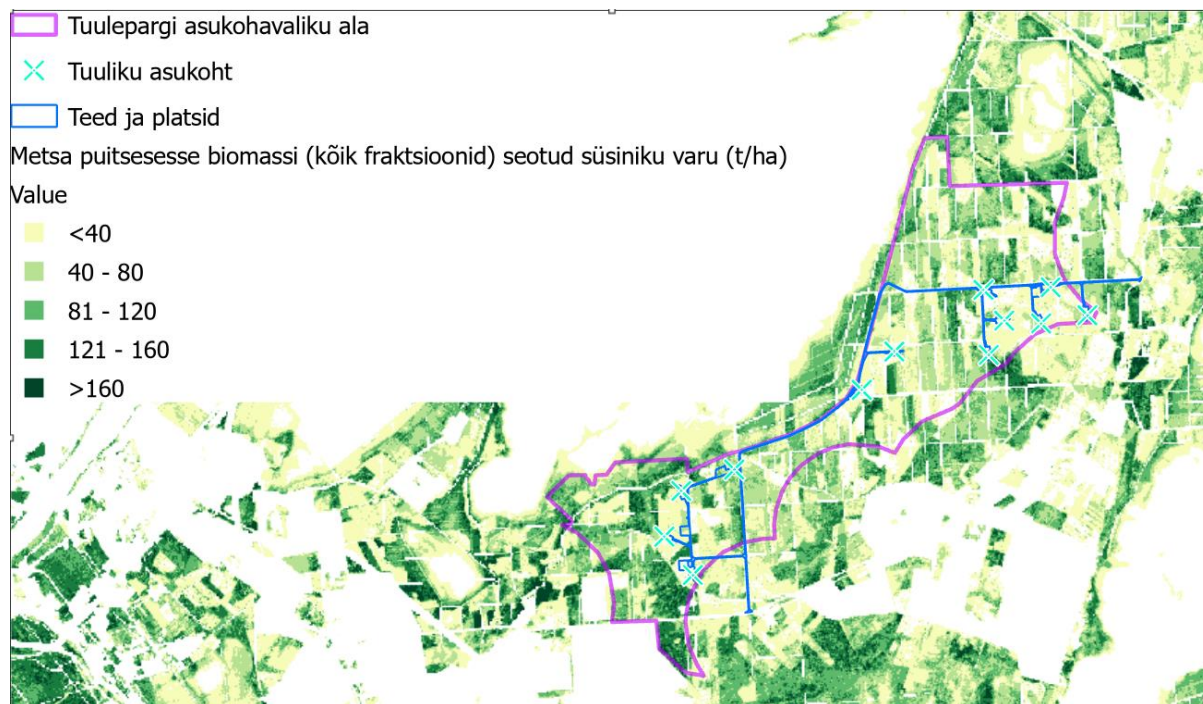 Tuulepargi asukohavaliku ala
Tuuliku asukoht
Teed ja platsid
Metsa puitsesesse biomassi (kõik fraktsioonid) seotud süsiniku varu (t/ha)
Value
<40
40 - 80
81 - 120
121 - 160
>160